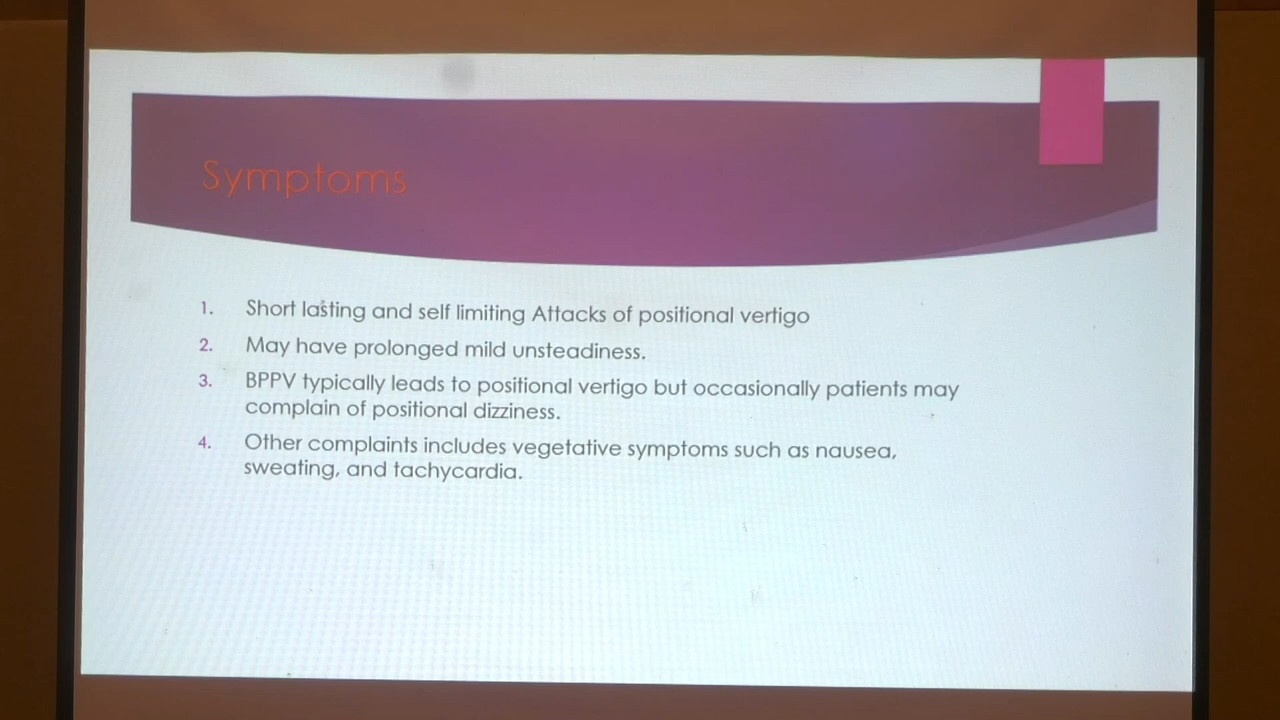 Symptoms
1. Short lasting and self limiting Attacks of positional vertigo
2. May have prolonged mild unsteadiness.
3. BPPV typically leads to positional vertigo but occasionally patients may
complain of positional dizziness.
4. Other complaints includes vegetative symptoms such as nausea,
sweating, and tachycardia.